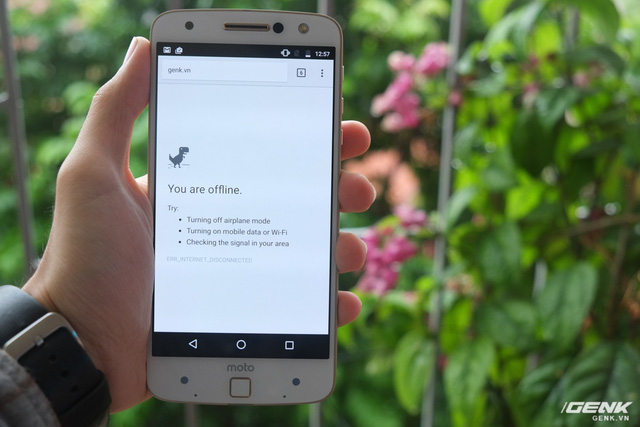 12:57
genk.vn
You are offline.
Try:
• Turning off airplane mode
• Turning on mobile data or Wi-Fi
• Checking the signal in your area
ERR_INTERNET_DISCONNECTED
moto
GENK
GENK.VN